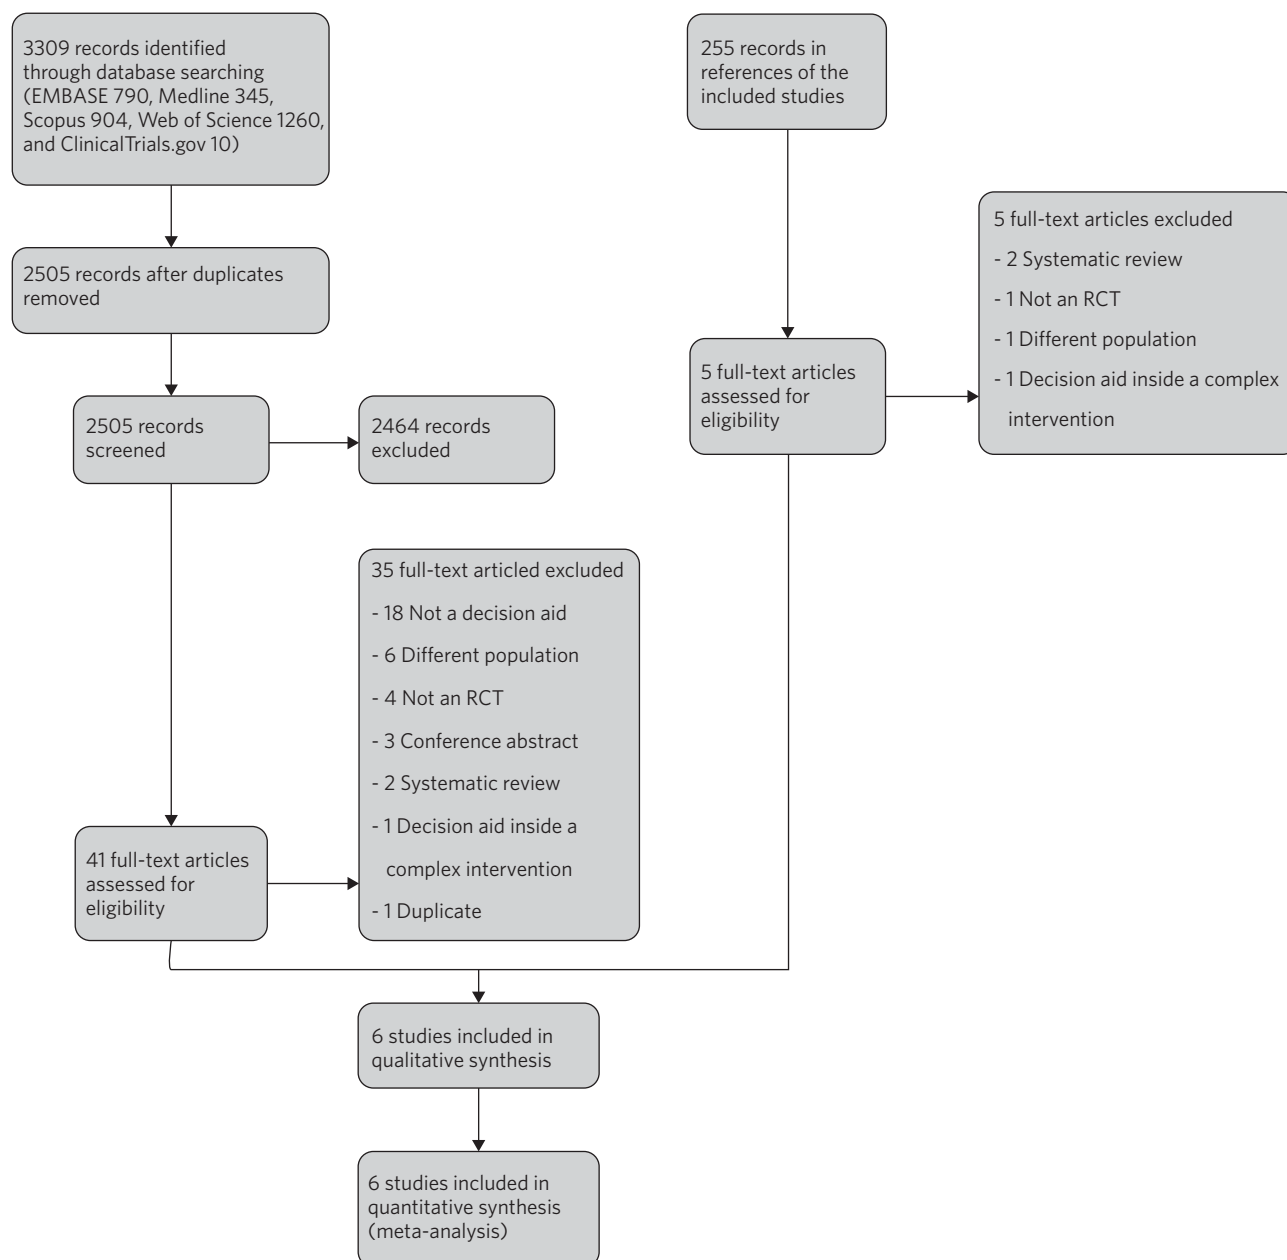 3309 records identified
through database searching
(EMBASE 790, Medline 345,
Scopus 904, Web of Science 1260,
and ClinicalTrials.gov 10)
2505 records after duplicates
removed
2505 records
screened
2464 records
excluded
35 full-text articled excluded
- 18 Not a decision aid
- 6 Different population
- 4 Not an RCT
- 3 Conference abstract
- 2 Systematic review
- 1 Decision aid inside a
complex intervention
- 1 Duplicate
41 full-text articles
assessed for
eligibility
255 records in
references of the
included studies
5 full-text articles
assessed for
eligibility
5 full-text articles excluded
- 2 Systematic review
- 1 Not an RCT
- 1 Different population
- 1 Decision aid inside a complex
intervention
6 studies included in
qualitative synthesis
6 studies included in
quantitative synthesis
(meta-analysis)